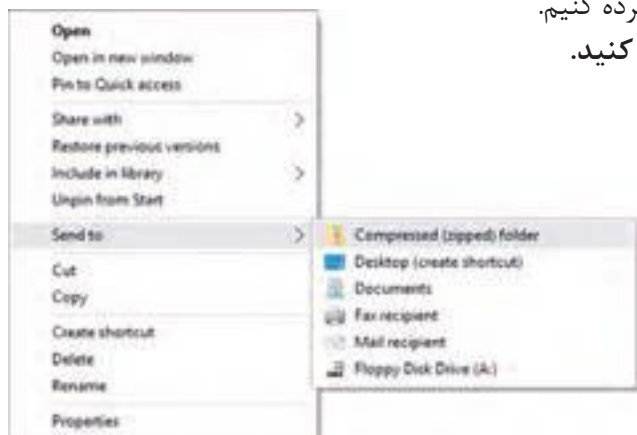 رده کنیم.
کنید.
Open
Open in new window
Pin to Quick access
Share with
Restore previous versions
Include in library
Unpin from Start
Send to
Cut
Copy
Create shortcut
Delete
Rename
Properties
Compressed (zipped) folder
Desktop (create shortcut)
Documents
Fax recipient
Mail recipient
Floppy Disk Drive (A:)